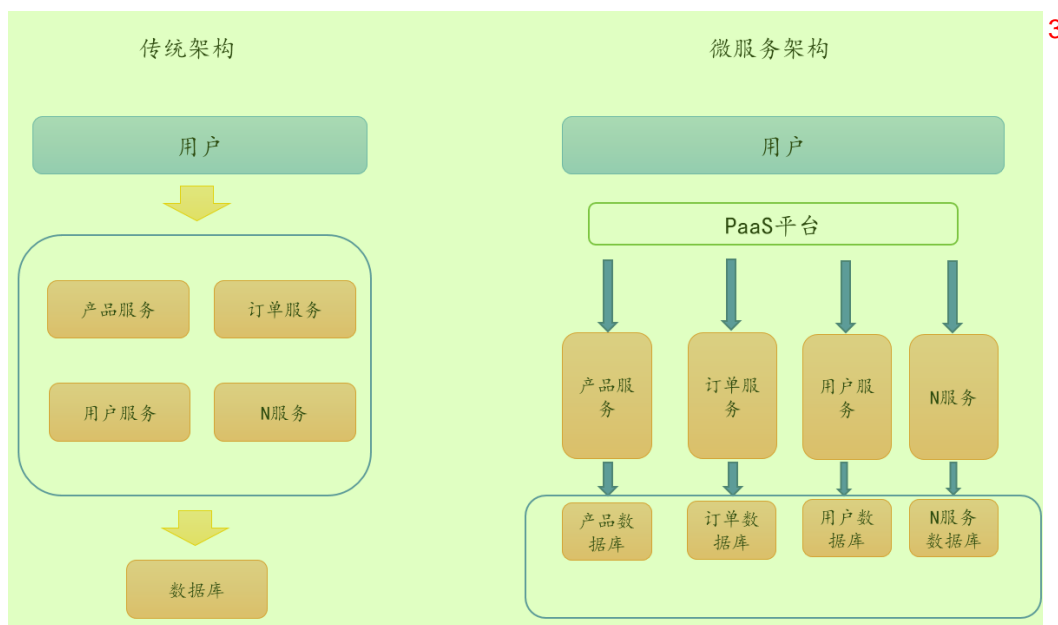 传统架构
用户
产品服务
订单服务
用户服务
N服务
数据库
微服务架构
3
用户
PaaS平台
产品服
务
订单服
务
用户服
务
N服务
产品数
据库
订单数
据库
用户数
据库
N服务
数据库